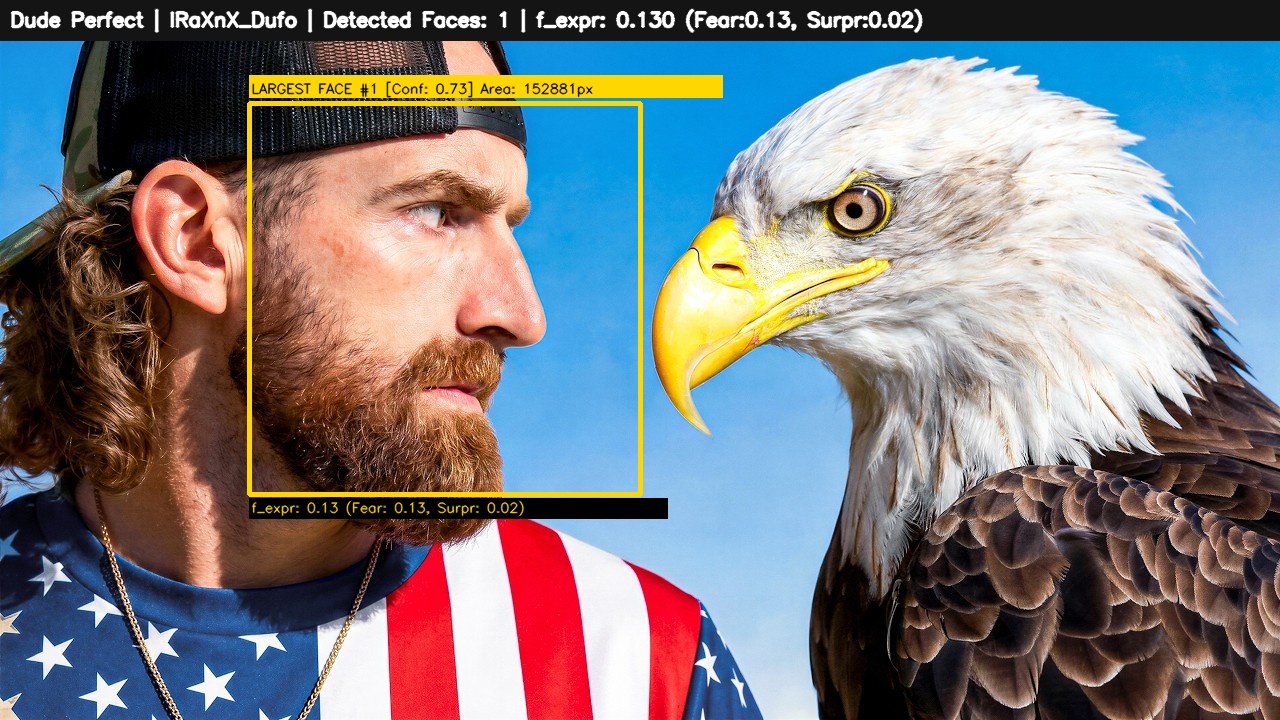 Dude Perfect | IRaXnX_Dufo | Detected Faces: 1 | f_expr: 0.130 (Fear:0.13, Surpr:0.02)
LARGEST FACE #1 [Conf: 0.73] Area: 152881px
f_expr: 0.13 (Fear: 0.13, Surpr: 0.02)